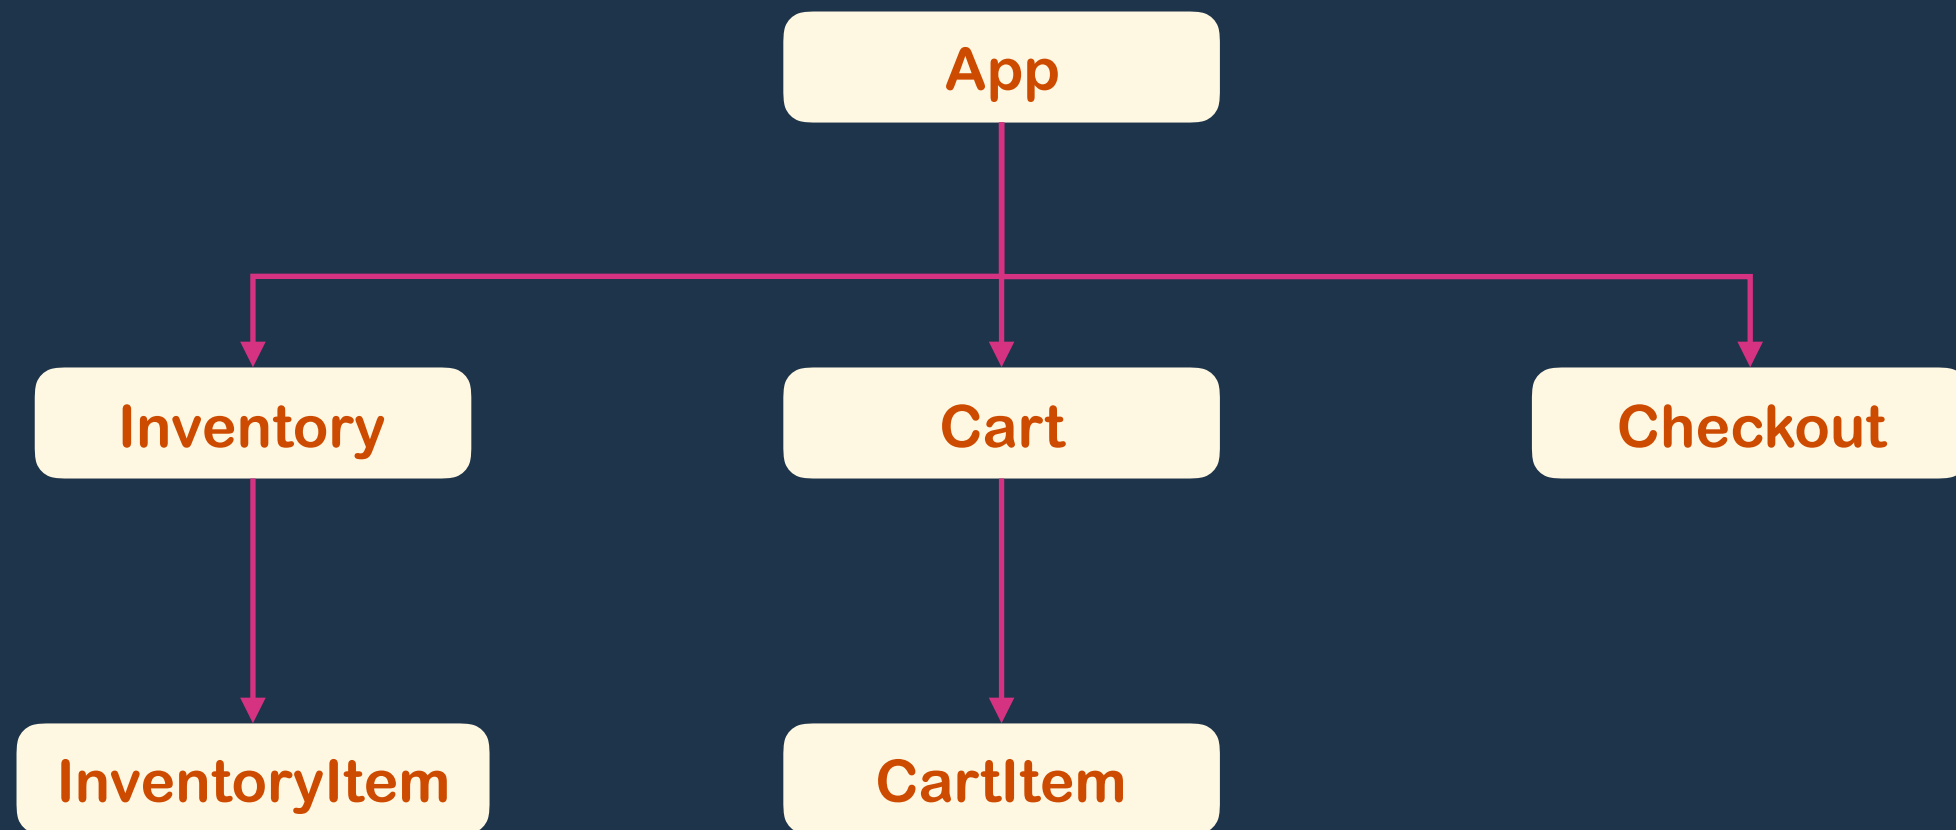 App
Inventory
Cart
Checkout
InventoryItem
CartItem